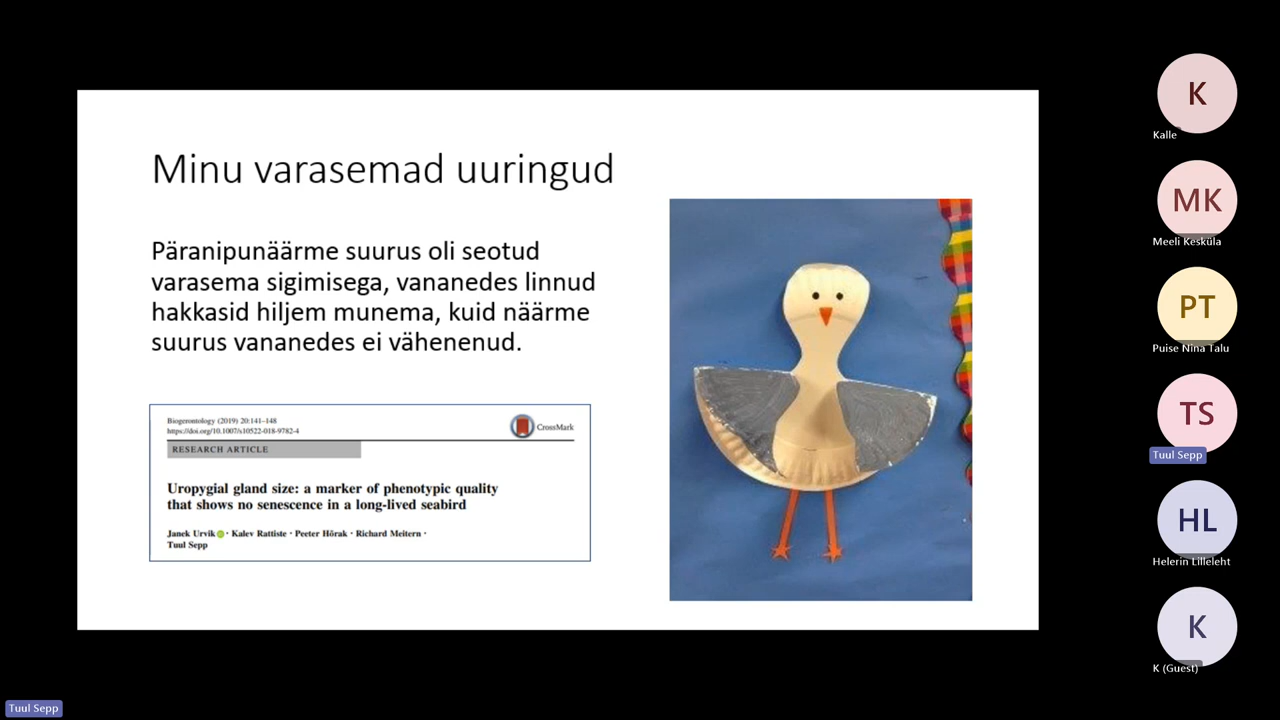 Minu varasemad uuringud
Päranipunäärme suurus oli seotud
varasema sigimisega, vananedes linnud
hakkasid hiljem munema, kuid näärme
suurus vananedes ei vähenenud.
Biogerontology (2019) 20:141–148
https://doi.org/10.1007/s10522-018-9782-4
CrossMark
RESEARCH ARTICLE
Uropygial gland size: a marker of phenotypic quality
that shows no senescence in a long-lived seabird
Janek Urvik · Kalev Rattiste · Peeter Hõrak · Richard Meitern ·
Tuul Sepp
K
Kalle
MK
Meeli Kesküla
PT
Puise Nina Talu
TS
Tuul Sepp
HL
Helerin Lilleleht
K
K (Guest)
Tuul Sepp